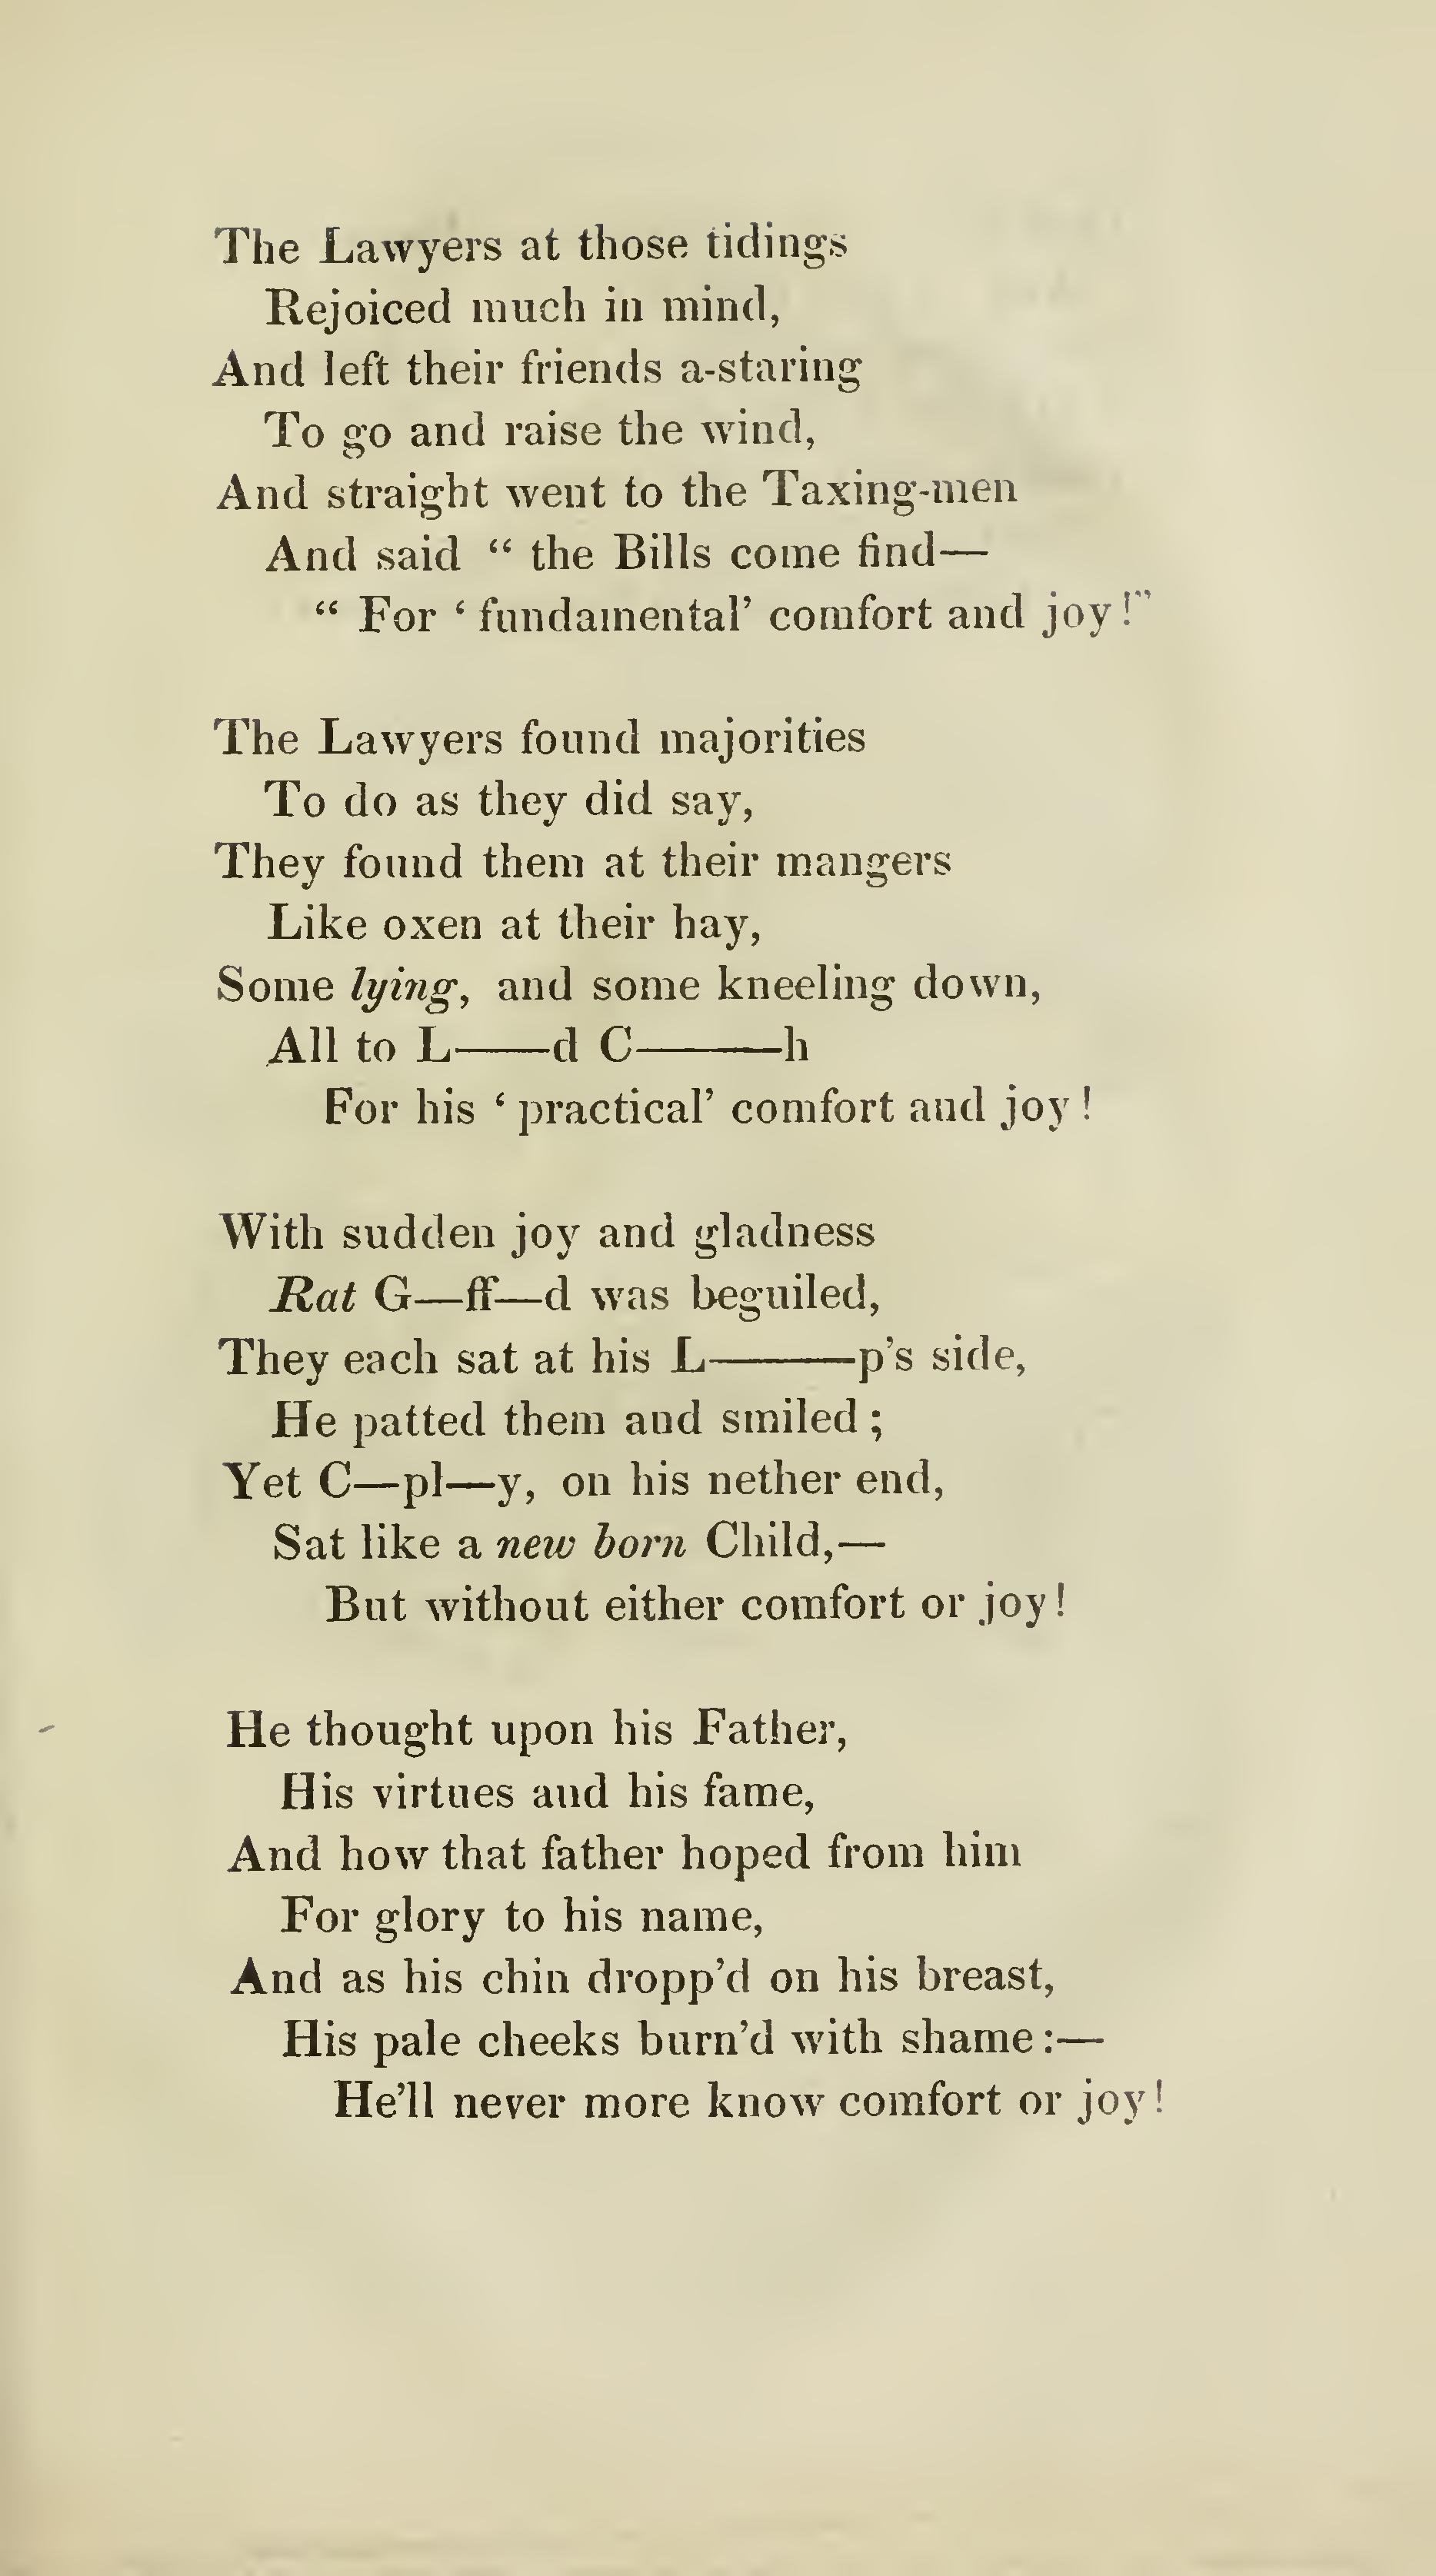 The Lawyers at those tidings
Rejoiced much in mind,
And left their friends a-staring
To go and raise the wind,
And straight went to the Taxing-men
And said “ the Bills come find—
“ For ‘ fundamental’ comfort and joy !”
The Lawyers found majorities
To do as they did say,
They found them at their mangers
Like oxen at their hay,
Some lying, and some kneeling down,
All to L——d C———h
For his ‘ practical’ comfort and joy !
With sudden joy and gladness
Rat G—ff—d was beguiled,
They each sat at his L———p’s side,
He patted them and smiled ;
Yet C—pl—y, on his nether end,
Sat like a new born Child,—
But without either comfort or joy !
He thought upon his Father,
His virtues and his fame,
And how that father hoped from him
For glory to his name,
And as his chin dropp’d on his breast,
His pale cheeks burn’d with shame :—
He’ll never more know comfort or joy !